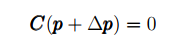 𝑪(𝒑 + Δ𝒑) = 0